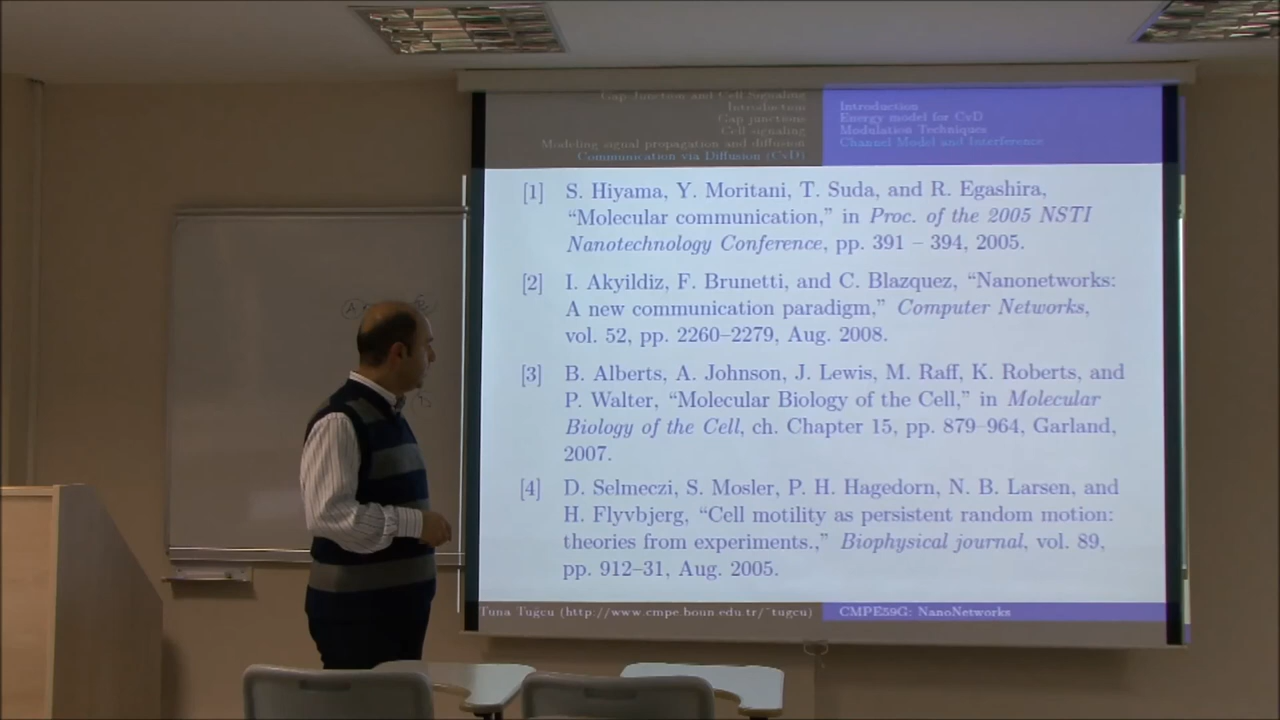 Gap Junction and Cell Signaling
Introduction
Gap junctions
Cell signaling
Modeling signal propagation and diffusion
Communication via Diffusion (CvD)
Introduction
Energy model for CvD
Modulation Techniques
Channel Model and Interference
[1] S. Hiyama, Y. Moritani, T. Suda, and R. Egashira,
“Molecular communication,” in Proc. of the 2005 NSTI
Nanotechnology Conference, pp. 391 – 394, 2005.
[2] I. Akyildiz, F. Brunetti, and C. Blazquez, “Nanonetworks:
A new communication paradigm,” Computer Networks,
vol. 52, pp. 2260–2279, Aug. 2008.
[3] B. Alberts, A. Johnson, J. Lewis, M. Raff, K. Roberts, and
P. Walter, “Molecular Biology of the Cell,” in Molecular
Biology of the Cell, ch. Chapter 15, pp. 879–964, Garland,
2007.
[4] D. Selmeczi, S. Mosler, P. H. Hagedorn, N. B. Larsen, and
H. Flyvbjerg, “Cell motility as persistent random motion:
theories from experiments.,” Biophysical journal, vol. 89,
pp. 912–31, Aug. 2005.
Tuna Tuğcu (http://www.cmpe.boun.edu.tr/~tugcu)
CMPE59G: NanoNetworks
A